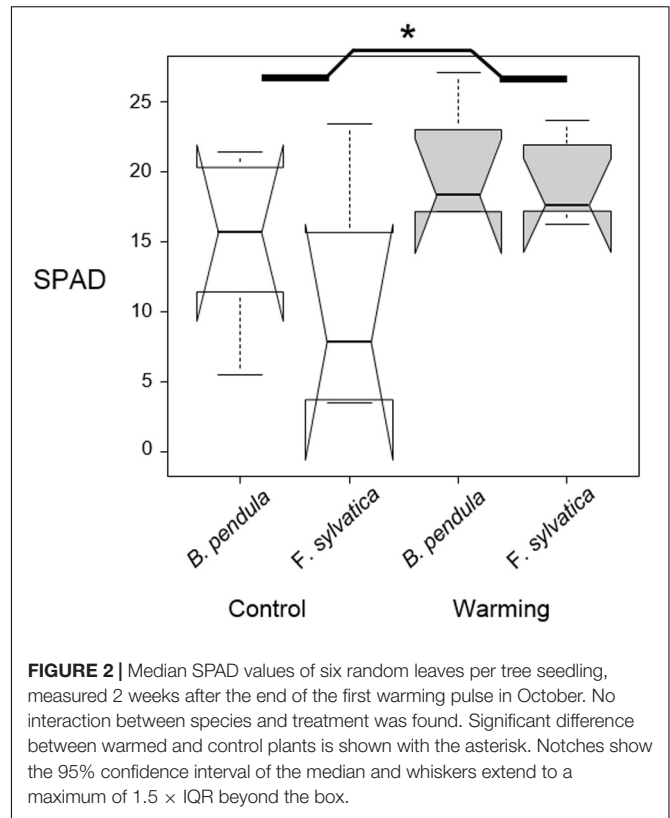 *
25
20
15
10
5
0
SPAD
B. pendula
F. sylvatica
B. pendula
F. sylvatica
Control
Warming
FIGURE 2 | Median SPAD values of six random leaves per tree seedling,
measured 2 weeks after the end of the first warming pulse in October. No
interaction between species and treatment was found. Significant difference
between warmed and control plants is shown with the asterisk. Notches show
the 95% confidence interval of the median and whiskers extend to a
maximum of 1.5 × IQR beyond the box.